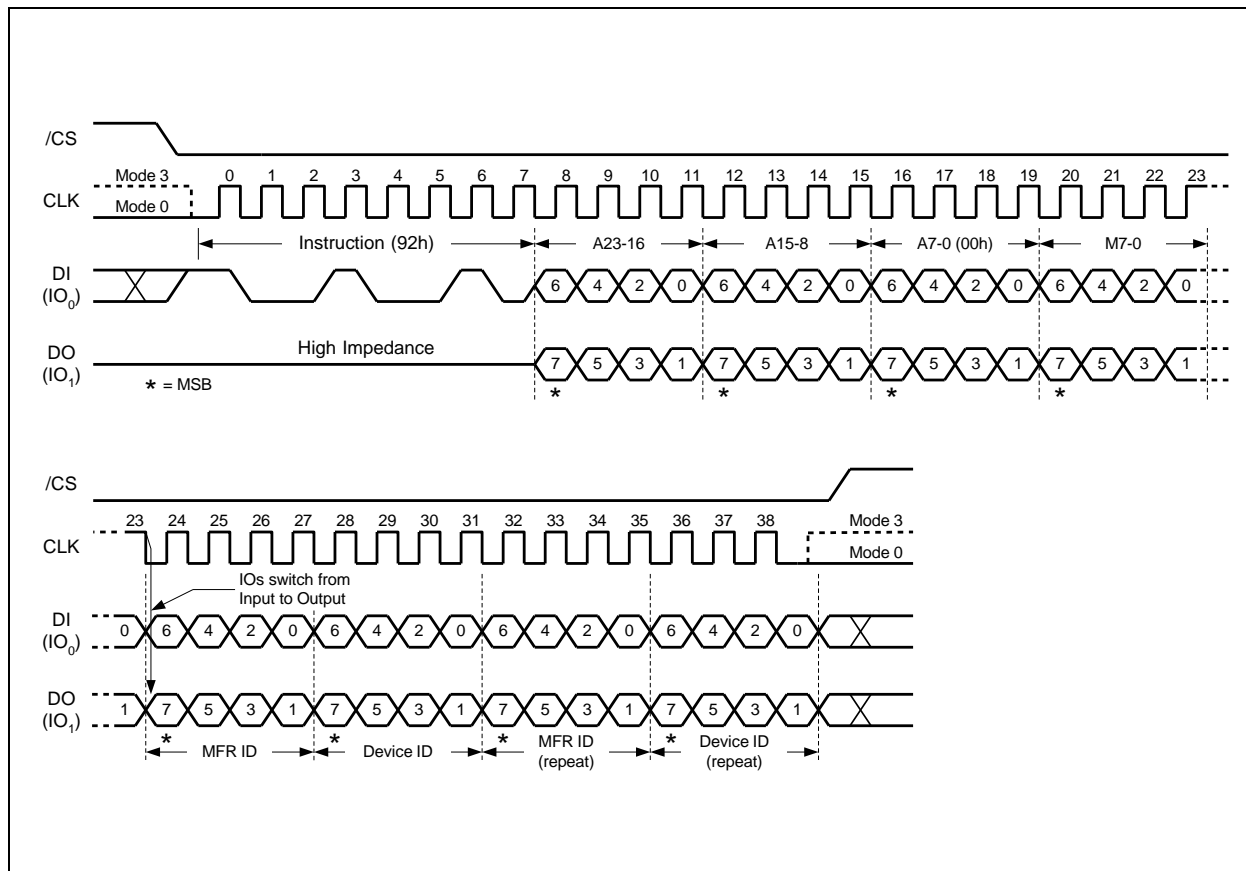 /CS
Mode 3 0 1 2 3 4 5 6 7 8 9 10 11 12 13 14 15 16 17 18 19 20 21 22 23
CLK
Mode 0
Instruction (92h) A23-16 A15-8 A7-0 (00h) M7-0
DI
(IO0) 6 4 2 0 6 4 2 0 6 4 2 0 6 4 2 0
High Impedance
DO
(IO1) 7 5 3 1 7 5 3 1 7 5 3 1 7 5 3 1
* = MSB * * * *
/CS
23 24 25 26 27 28 29 30 31 32 33 34 35 36 37 38 Mode 3
CLK
Mode 0
IOs switch from
Input to Output
DI
(IO0) 0 6 4 2 0 6 4 2 0 6 4 2 0 6 4 2 0
DO
(IO1) 1 7 5 3 1 7 5 3 1 7 5 3 1 7 5 3 1
* * * *
MFR ID Device ID MFR ID Device ID
(repeat) (repeat)